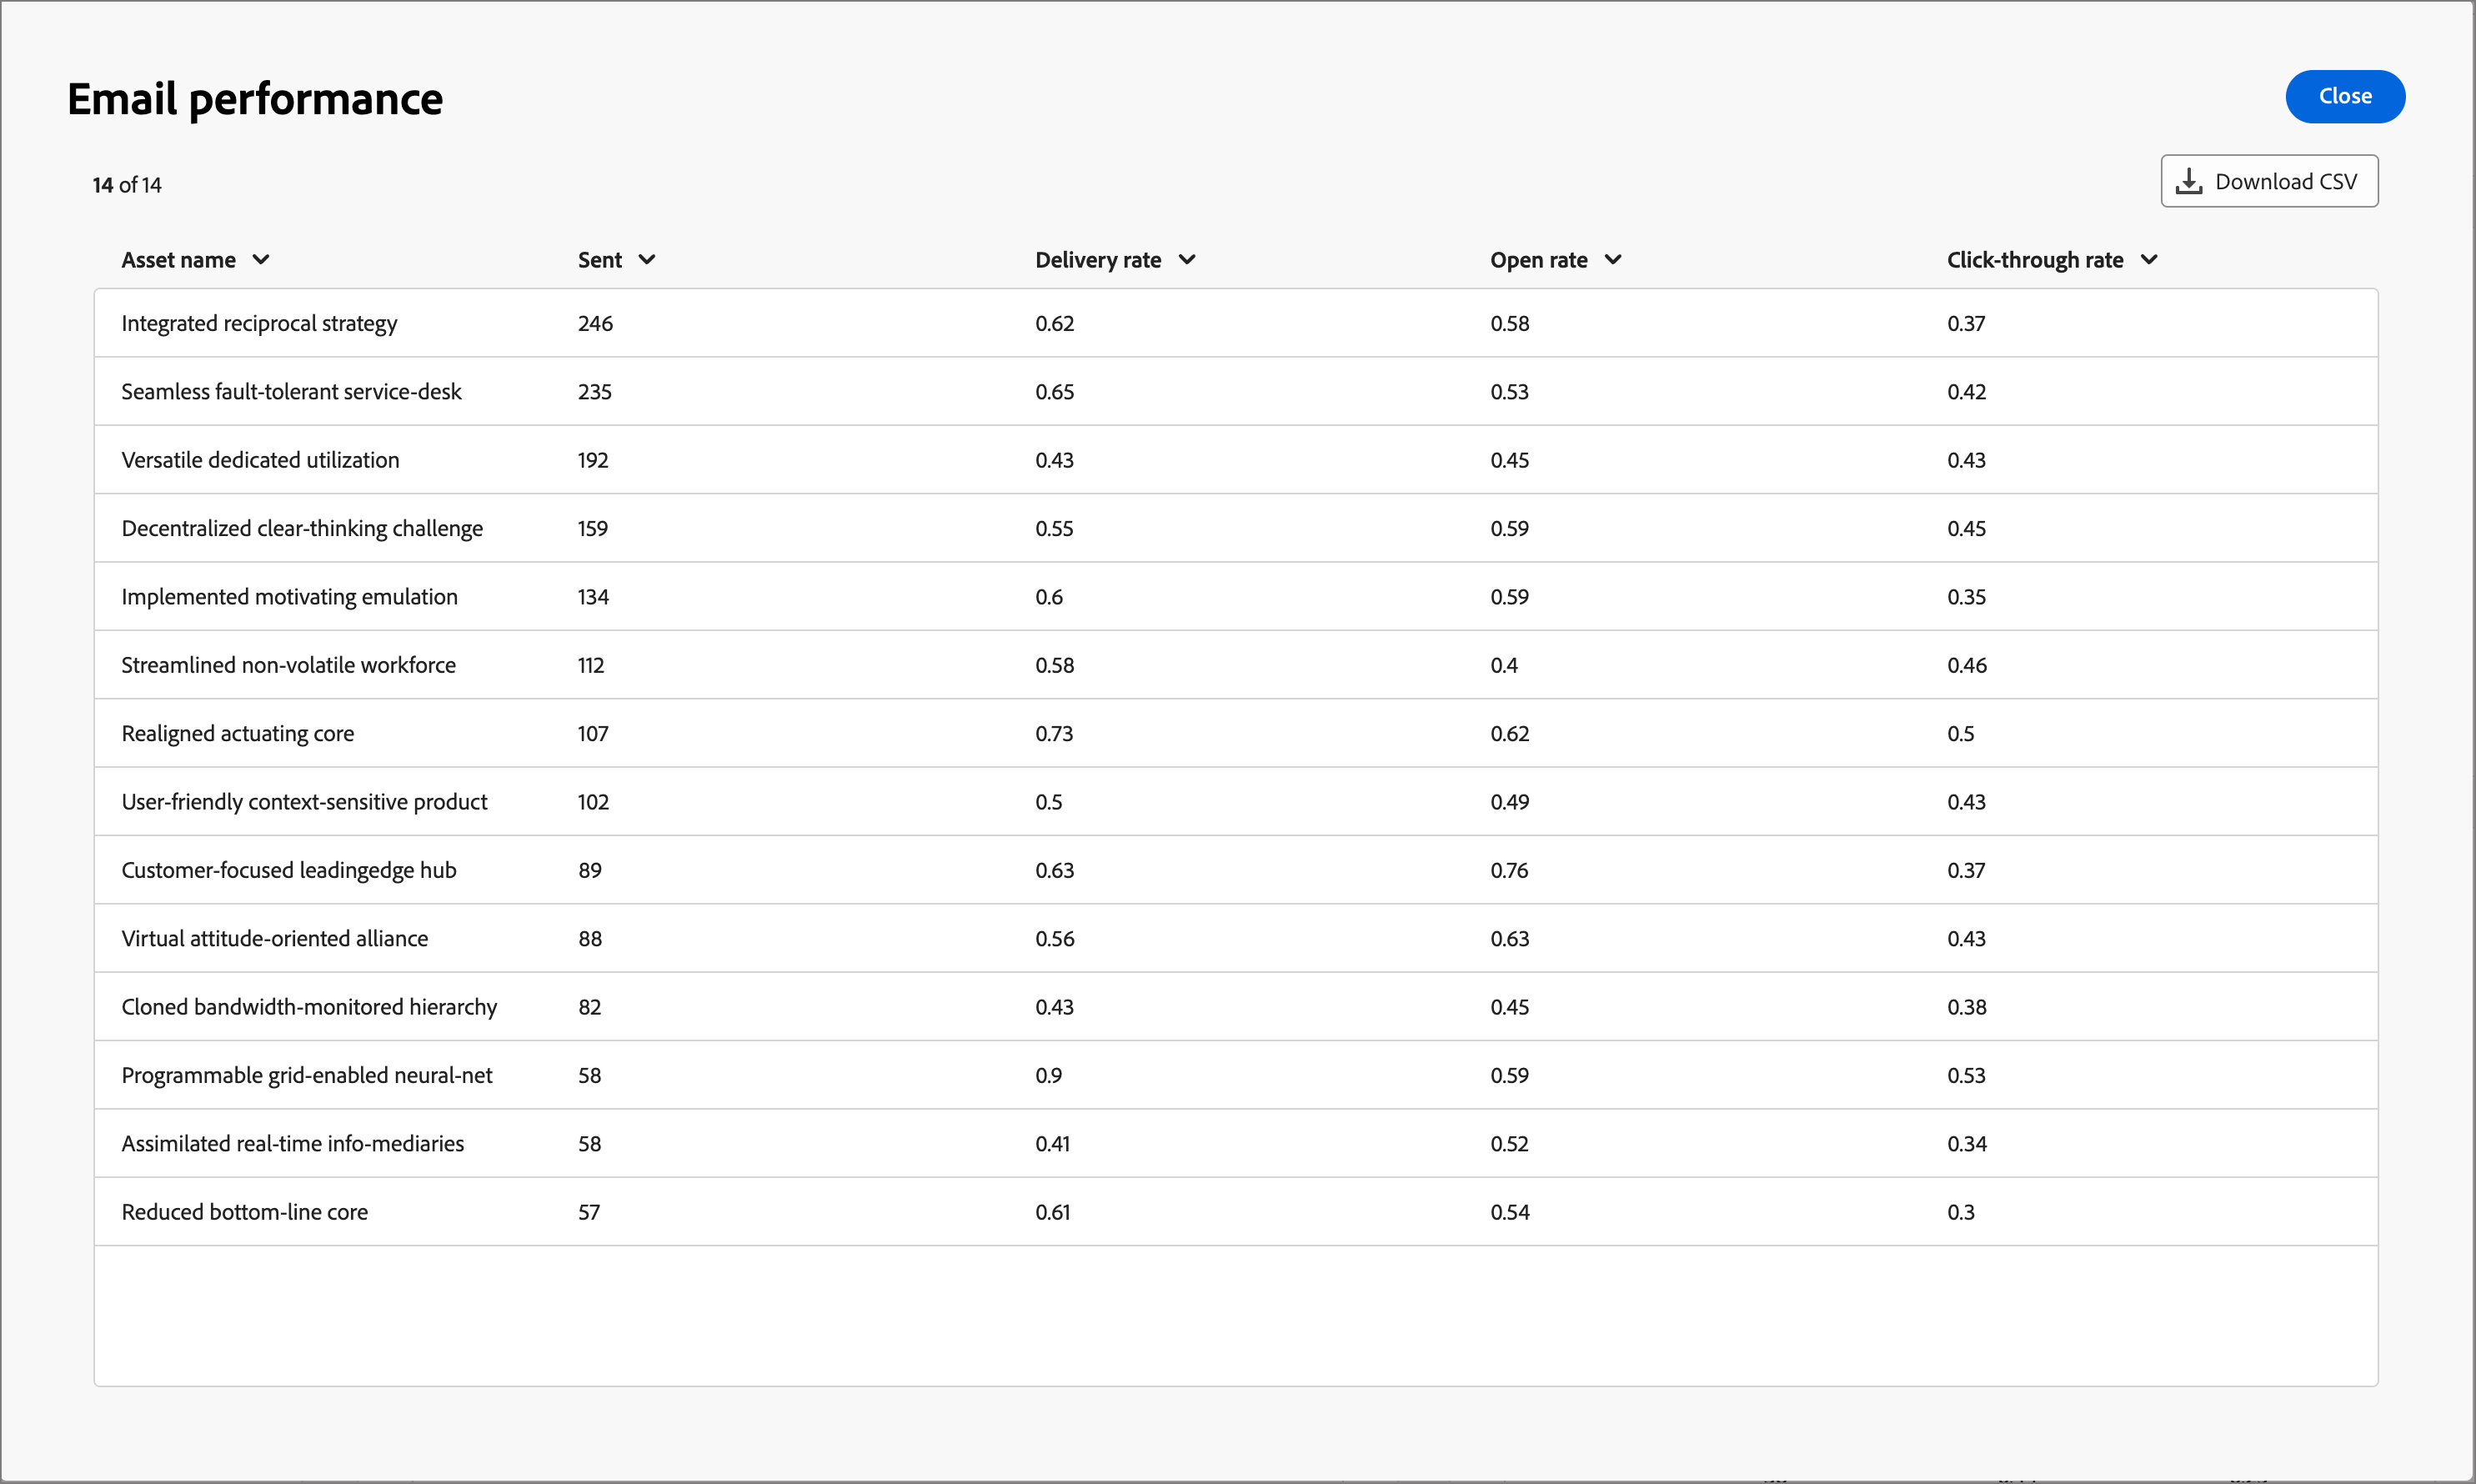 Email performance
Close
14 of 14
Download CSV
Asset name Sent Delivery rate Open rate Click-through rate
Integrated reciprocal strategy 246 0.62 0.58 0.37
Seamless fault-tolerant service-desk 235 0.65 0.53 0.42
Versatile dedicated utilization 192 0.43 0.45 0.43
Decentralized clear-thinking challenge 159 0.55 0.59 0.45
Implemented motivating emulation 134 0.6 0.59 0.35
Streamlined non-volatile workforce 112 0.58 0.4 0.46
Realigned actuating core 107 0.73 0.62 0.5
User-friendly context-sensitive product 102 0.5 0.49 0.43
Customer-focused leadingedge hub 89 0.63 0.76 0.37
Virtual attitude-oriented alliance 88 0.56 0.63 0.43
Cloned bandwidth-monitored hierarchy 82 0.43 0.45 0.38
Programmable grid-enabled neural-net 58 0.9 0.59 0.53
Assimilated real-time info-mediaries 58 0.41 0.52 0.34
Reduced bottom-line core 57 0.61 0.54 0.3